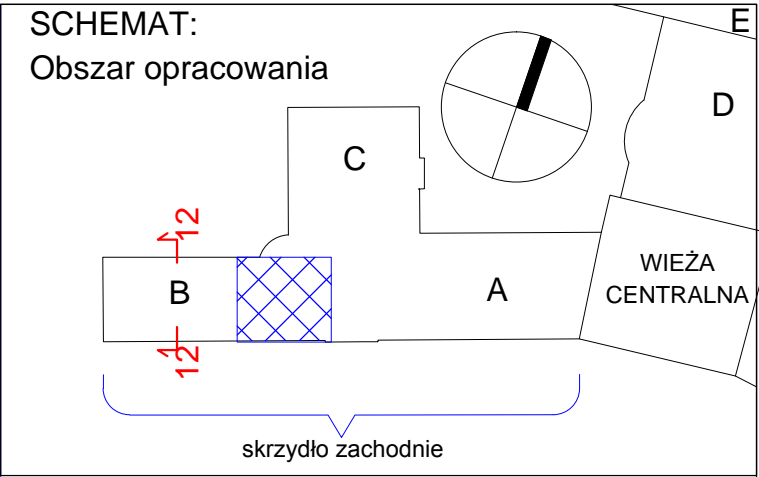 SCHEMAT:
Obszar opracowania
E
D
C
12
B
A
WIEŻA
CENTRALNA
12
skrzydło zachodnie